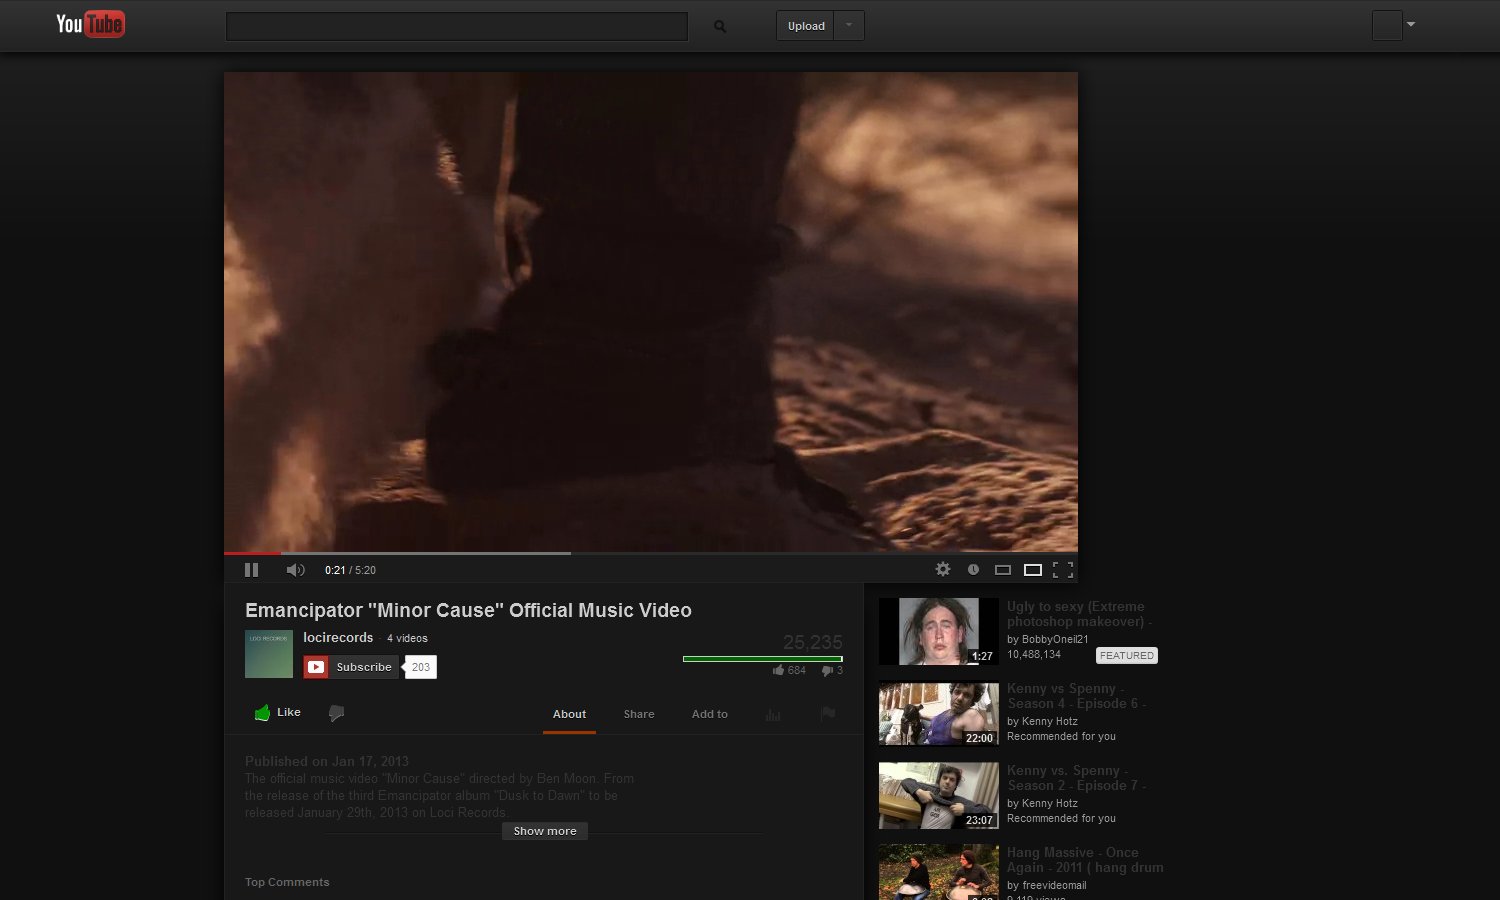 YouTube
Upload
0:21 / 5:20
Emancipator "Minor Cause" Official Music Video
LOCI RECORDS
locirecords · 4 videos
Subscribe 203
25,235
684 3
Like
About Share Add to
Published on Jan 17, 2013
The official music video "Minor Cause" directed by Ben Moon. From
the release of the third Emancipator album "Dusk to Dawn" to be
released January 29th, 2013 on Loci Records.
Show more
Top Comments
1:27
Ugly to sexy (Extreme
photoshop makeover) -
by BobbyOneil21
10,488,134 FEATURED
22:00
Kenny vs Spenny -
Season 4 - Episode 6 -
by Kenny Hotz
Recommended for you
23:07
Kenny vs. Spenny -
Season 2 - Episode 7 -
by Kenny Hotz
Recommended for you
Hang Massive - Once
Again - 2011 ( hang drum
by freevideomail
9,119 views